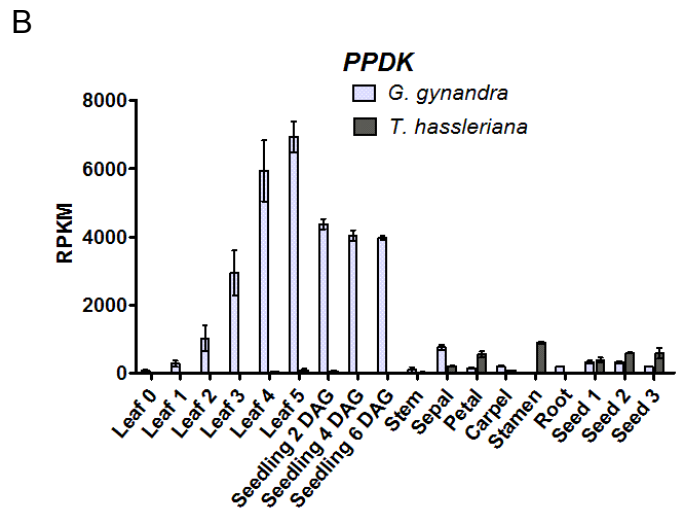 B
PPDK
G. gynandra
T. hassleriana
8000
6000
4000
2000
0
RPKM
Leaf 0
Leaf 1
Leaf 2
Leaf 3
Leaf 4
Leaf 5
Seedling 2 DAG
Seedling 4 DAG
Seedling 6 DAG
Stem
Sepal
Petal
Carpel
Stamen
Root
Seed 1
Seed 2
Seed 3